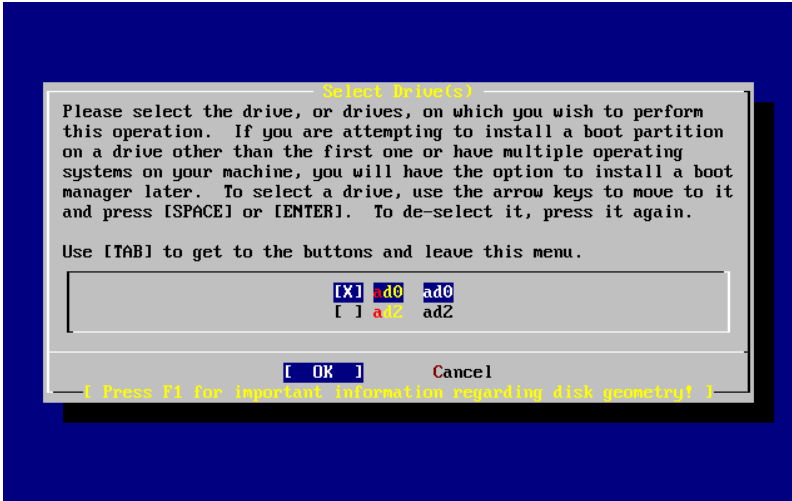 Select Drive(s)
Please select the drive, or drives, on which you wish to perform
this operation.  If you are attempting to install a boot partition
on a drive other than the first one or have multiple operating
systems on your machine, you will have the option to install a boot
manager later.  To select a drive, use the arrow keys to move to it
and press [SPACE] or [ENTER].  To de-select it, press it again.
Use [TAB] to get to the buttons and leave this menu.
[X] ad0  ad0
[ ] ad2  ad2
[  OK  ]       Cancel
[ Press F1 for important information regarding disk geometry! ]